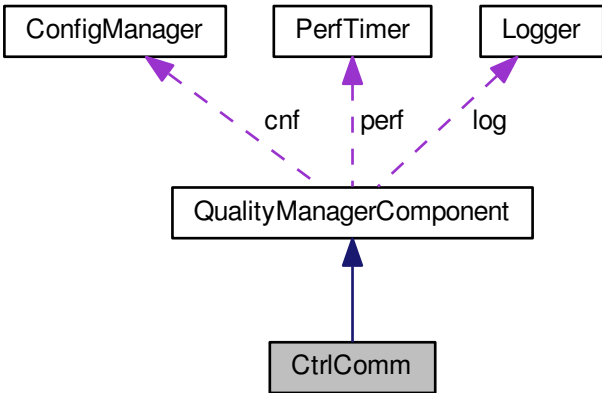 ConfigManager
PerfTimer
Logger
cnf
perf
log
QualityManagerComponent
CtrlComm